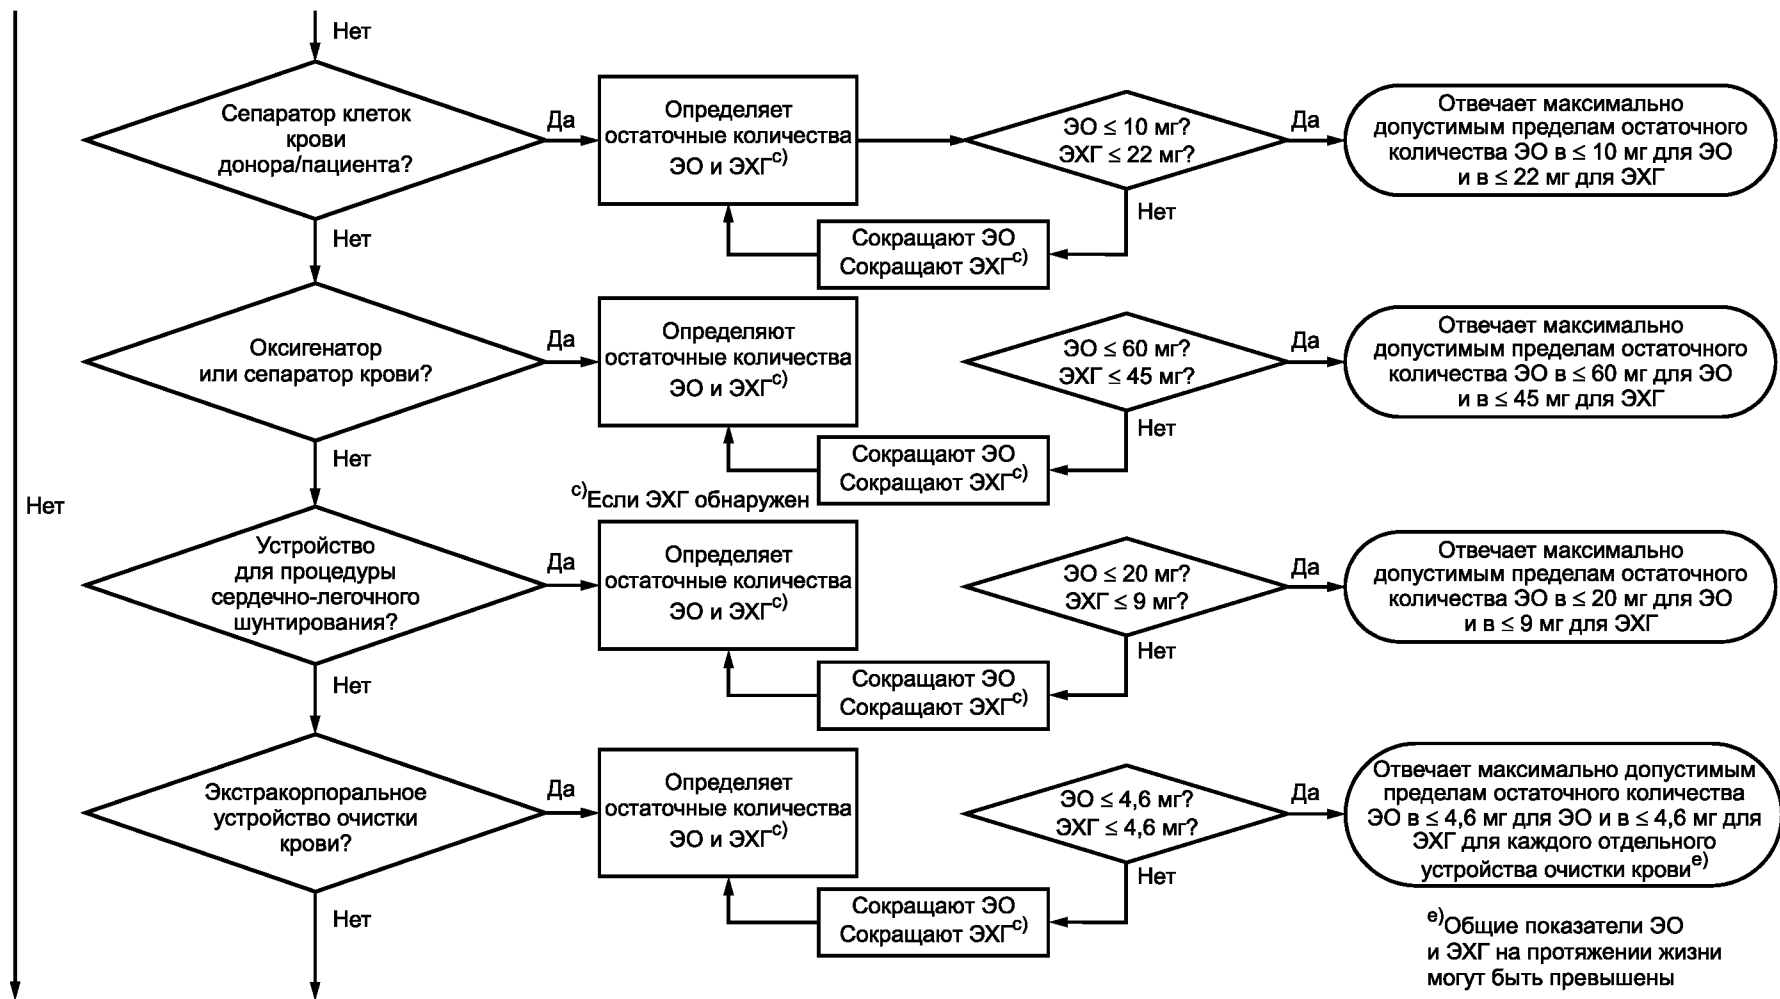 Нет
Сепаратор клеток
крови
донора/пациента?
Да
Определяет
остаточные количества
ЭО и ЭХГc)
ЭО ≤ 10 мг?
ЭХГ ≤ 22 мг?
Да
Отвечает максимально
допустимым пределам остаточного
количества ЭО в ≤ 10 мг для ЭО
и в ≤ 22 мг для ЭХГ
Нет
Сокращают ЭО
Сокращают ЭХГc)
Нет
Оксигенатор
или сепаратор крови?
Да
Определяют
остаточные количества
ЭО и ЭХГc)
ЭО ≤ 60 мг?
ЭХГ ≤ 45 мг?
Да
Отвечает максимально
допустимым пределам остаточного
количества ЭО в ≤ 60 мг для ЭО
и в ≤ 45 мг для ЭХГ
Нет
Сокращают ЭО
Сокращают ЭХГc)
Нет
c)Если ЭХГ обнаружен
Нет
Устройство
для процедуры
сердечно-легочного
шунтирования?
Да
Определяет
остаточные количества
ЭО и ЭХГc)
ЭО ≤ 20 мг?
ЭХГ ≤ 9 мг?
Да
Отвечает максимально
допустимым пределам остаточного
количества ЭО в ≤ 20 мг для ЭО
и в ≤ 9 мг для ЭХГ
Нет
Сокращают ЭО
Сокращают ЭХГc)
Нет
Экстракорпоральное
устройство очистки
крови?
Да
Определяет
остаточные количества
ЭО и ЭХГc)
ЭО ≤ 4,6 мг?
ЭХГ ≤ 4,6 мг?
Да
Отвечает максимально допустимым
пределам остаточного количества
ЭО в ≤ 4,6 мг для ЭО и в ≤ 4,6 мг для
ЭХГ для каждого отдельного
устройства очистки кровиe)
Нет
Сокращают ЭО
Сокращают ЭХГc)
Нет
e)Общие показатели ЭО
и ЭХГ на протяжении жизни
могут быть превышены